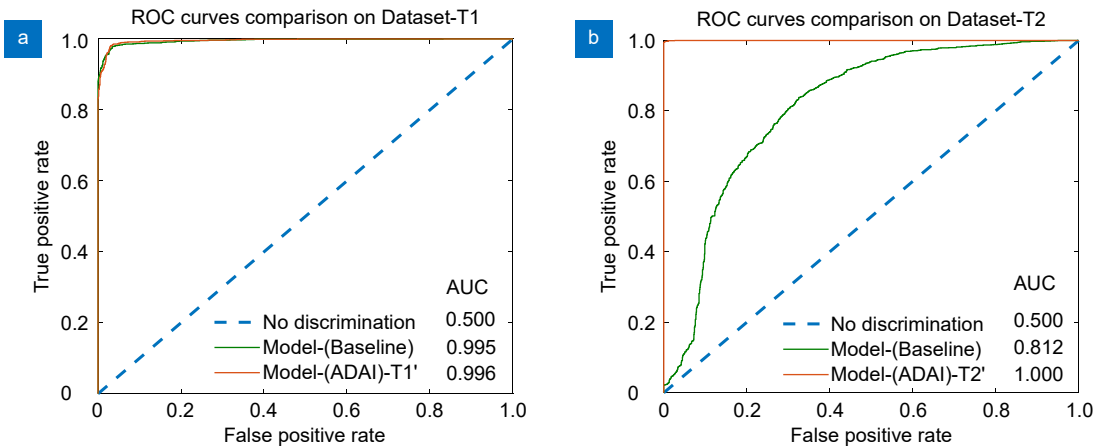 a
ROC curves comparison on Dataset-T1
1.0
0.8
0.6
0.4
0.2
0
True positive rate
AUC
No discrimination 0.500
Model-(Baseline) 0.995
Model-(ADAI)-T1' 0.996
0 0.2 0.4 0.6 0.8 1.0
False positive rate
b
ROC curves comparison on Dataset-T2
1.0
0.8
0.6
0.4
0.2
0
True positive rate
AUC
No discrimination 0.500
Model-(Baseline) 0.812
Model-(ADAI)-T2' 1.000
0 0.2 0.4 0.6 0.8 1.0
False positive rate